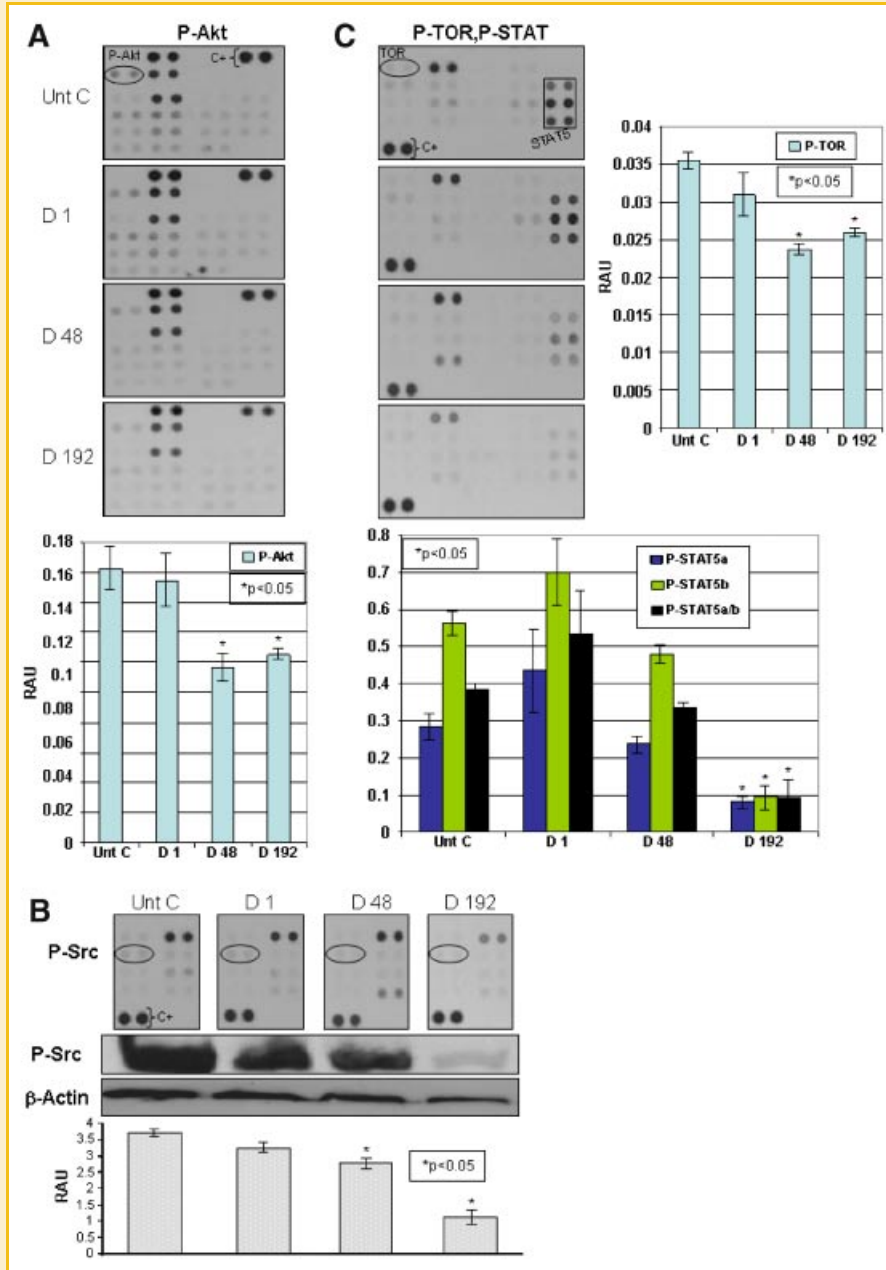 A
P-Akt
P-Akt
C+
Unt C
D 1
D 48
D 192
0.18
0.16
0.14
0.12
0.1
0.08
0.06
0.04
0.02
0
RAU
P-Akt
*p<0.05
*
*
Unt C D 1 D 48 D 192
C
P-TOR,P-STAT
TOR
STAT5
C+
0.04
0.035
0.03
0.025
0.02
0.015
0.01
0.005
0
RAU
P-TOR
*p<0.05
*
*
Unt C D 1 D 48 D 192
0.8
0.7
0.6
0.5
0.4
0.3
0.2
0.1
0
*p<0.05
P-STAT5a
P-STAT5b
P-STAT5a/b
* * *
Unt C D 1 D 48 D 192
B
Unt C D 1 D 48 D 192
P-Src
C+
P-Src
β-Actin
4
3.5
3
2.5
2
1.5
1
0.5
0
RAU
*
*p<0.05
*